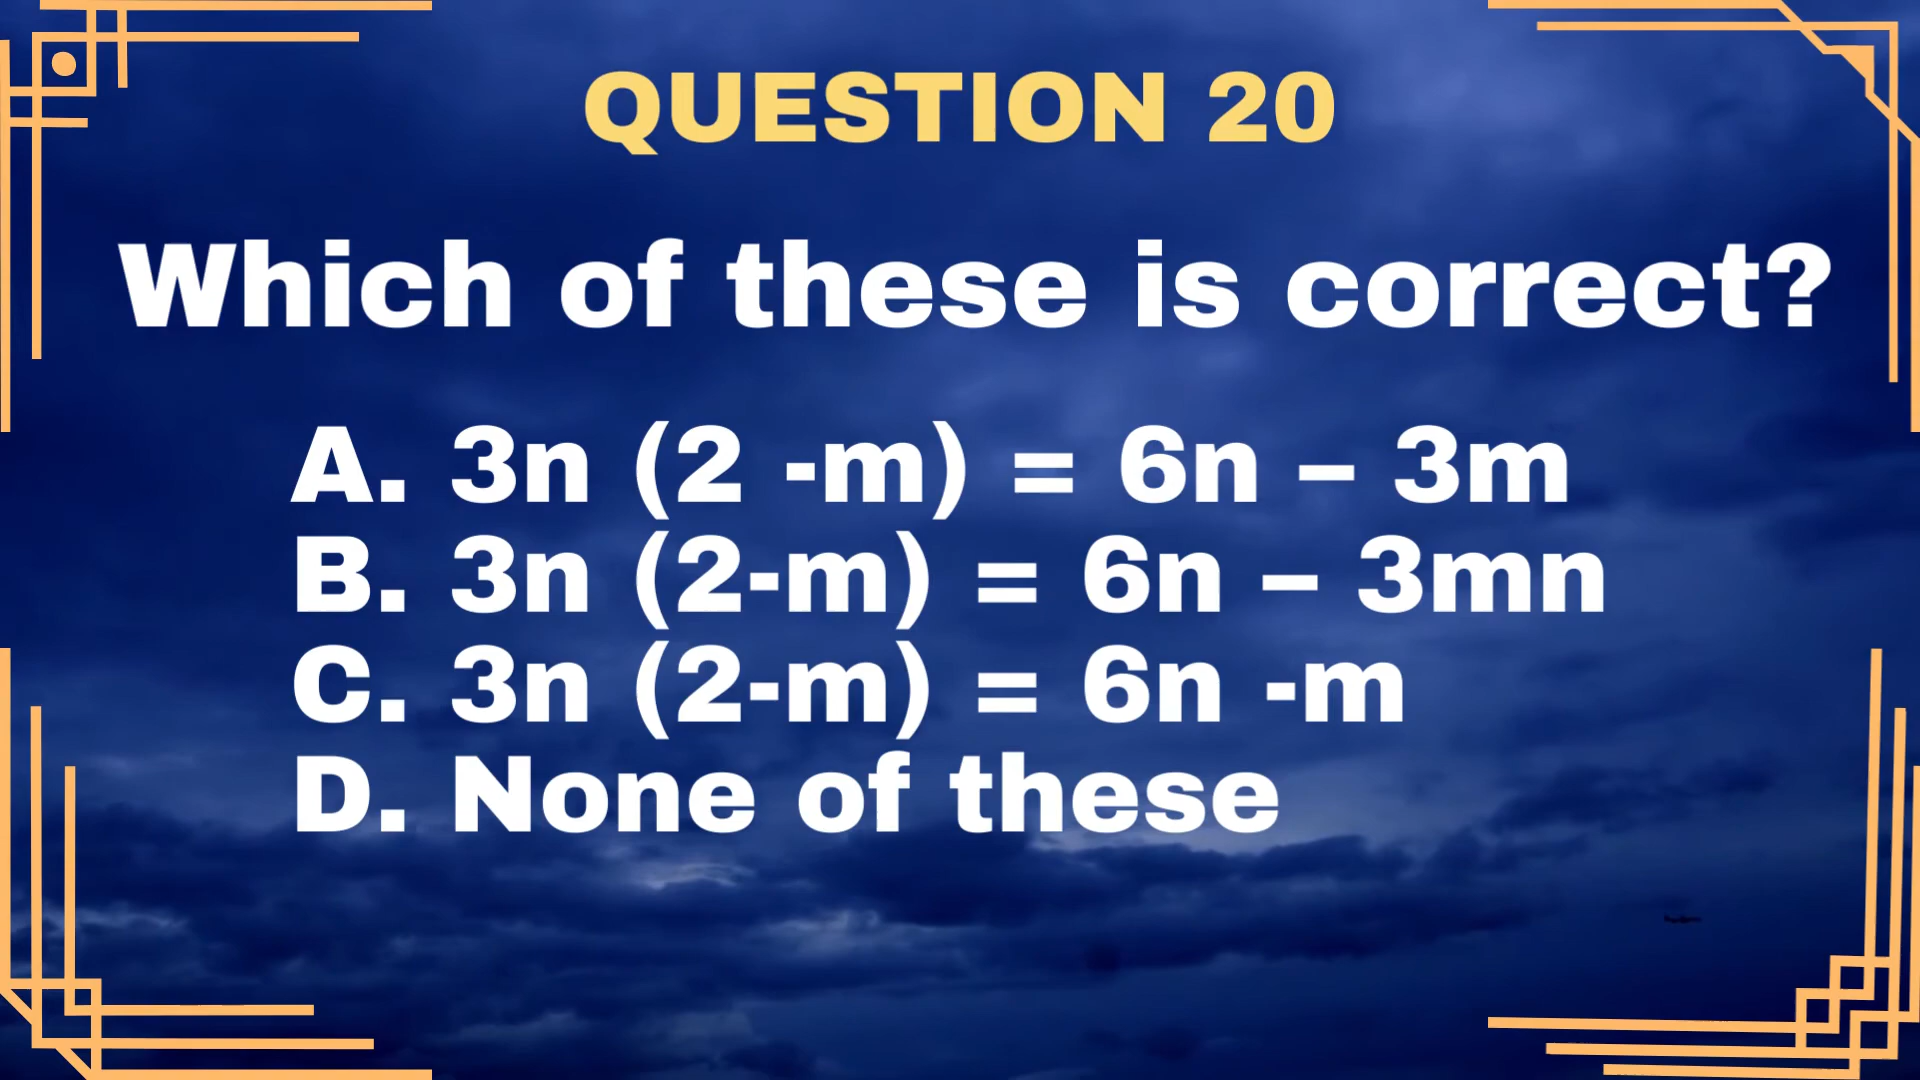 QUESTION 20
Which of these is correct?
A. 3n (2 -m) = 6n – 3m
B. 3n (2-m) = 6n – 3mn
C. 3n (2-m) = 6n -m
D. None of these